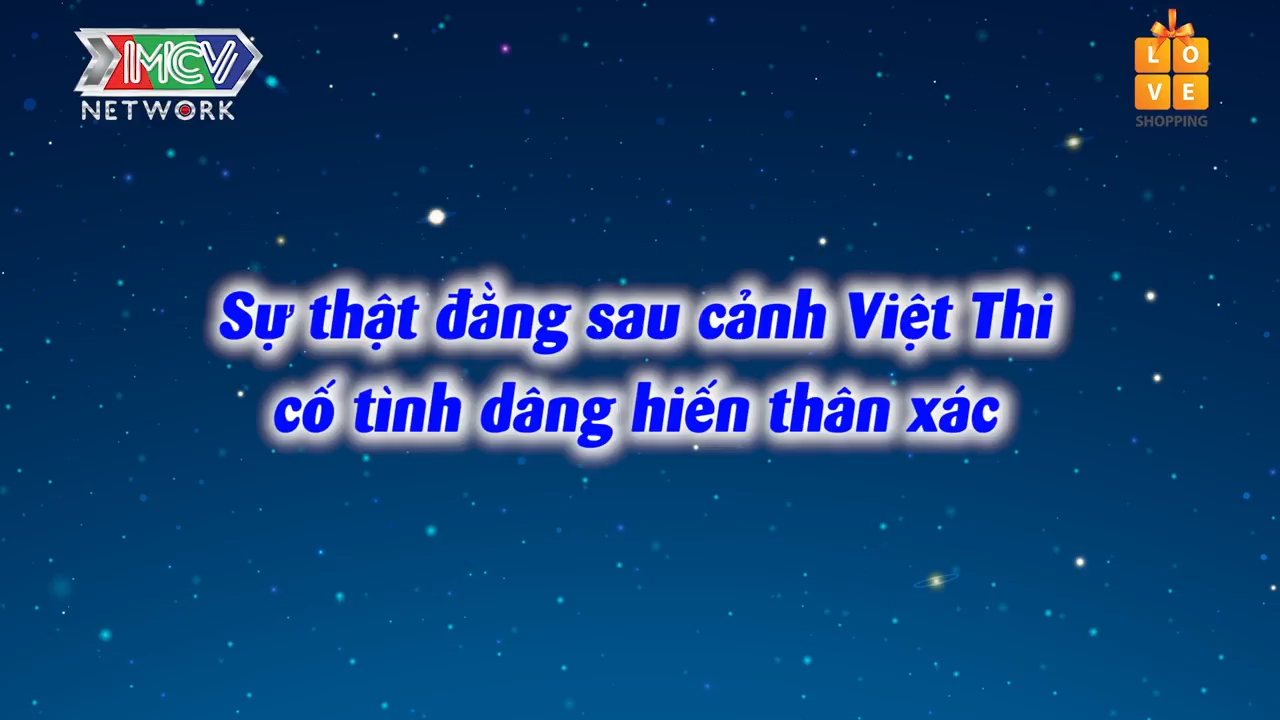 MCV
NETWORK
L O
V E
SHOPPING
Sự thật đằng sau cảnh Việt Thi
cố tình dâng hiến thân xác